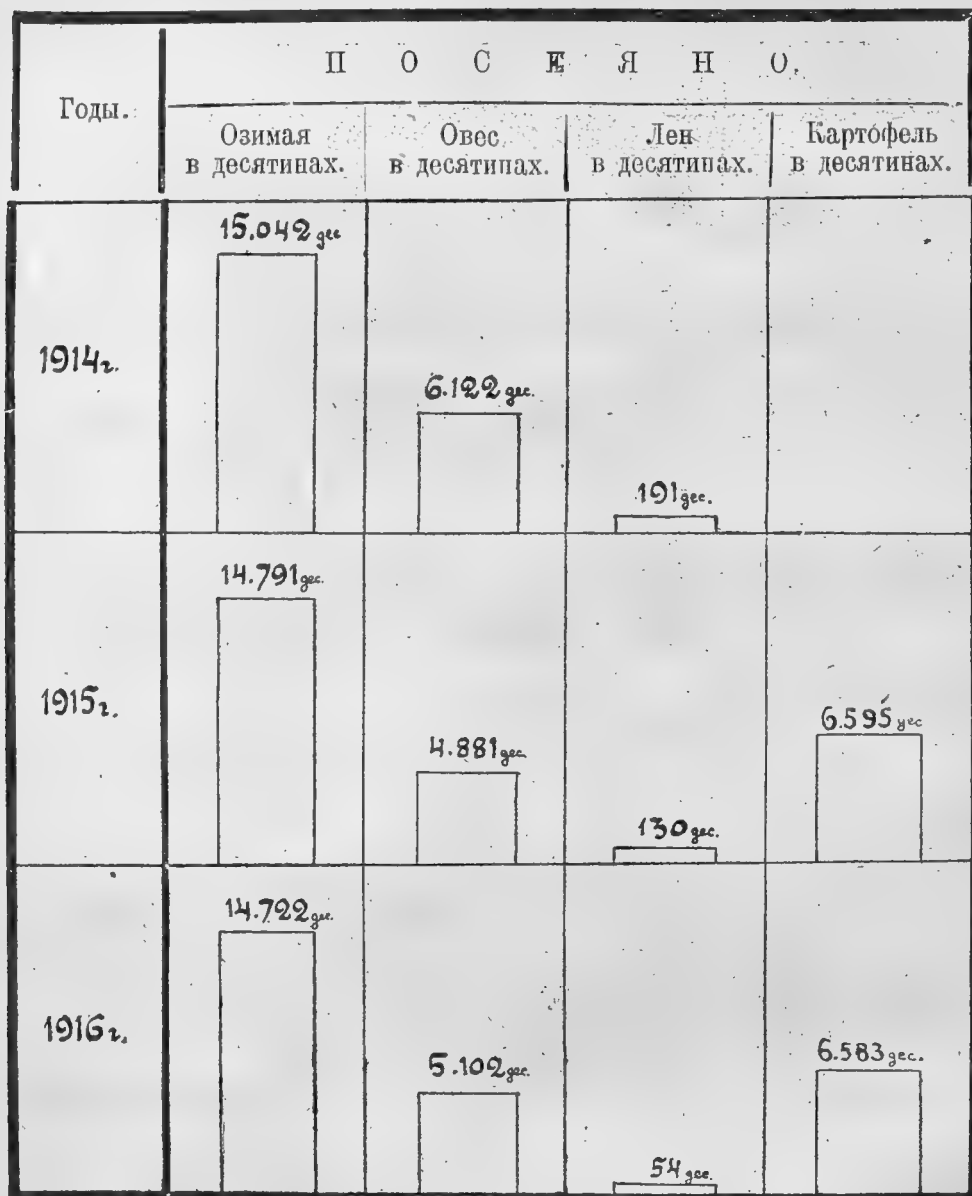 Годы.
П О С Е Я Н О.
Озимая
в десятинах.
Овес
в десятинах.
Лен
в десятинах.
Картофель
в десятинах.
1914г.
15.042 дес
6.122 дес.
191 дес.
1915г.
14.791 дес.
4.881 дес.
130 дес.
6.595 дес
1916г.
14.722 дес.
5.102 дес.
54 дес.
6.583 дес.